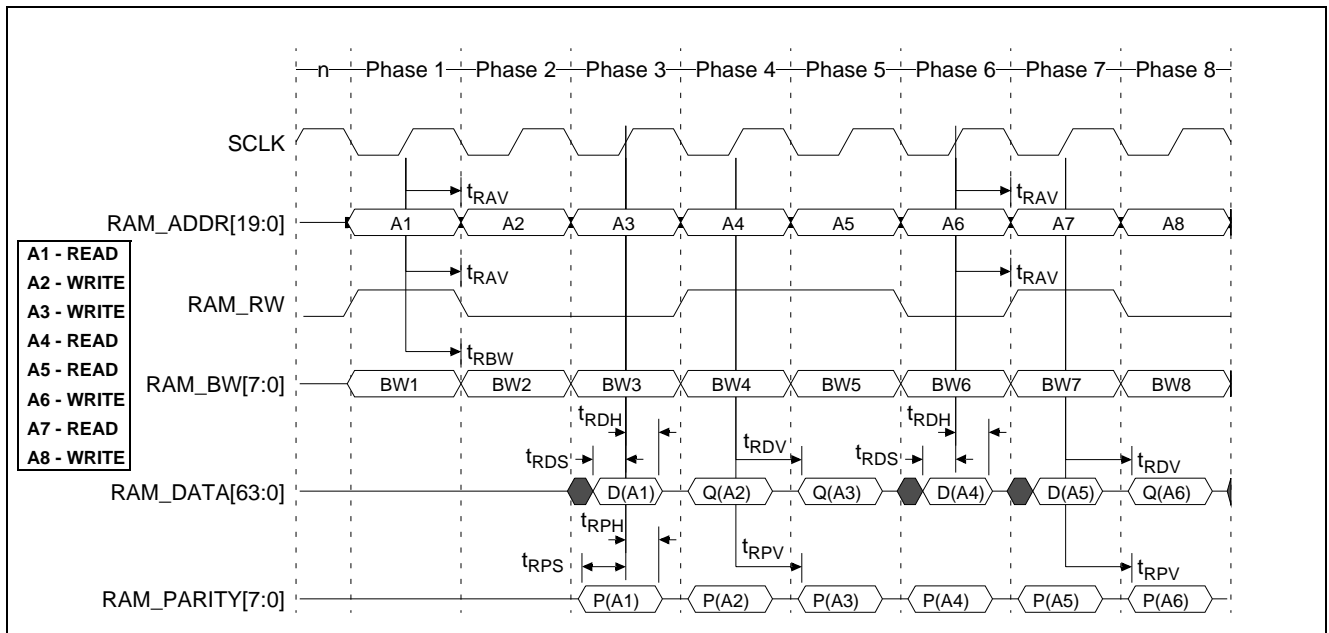 n Phase 1 Phase 2 Phase 3 Phase 4 Phase 5 Phase 6 Phase 7 Phase 8
SCLK
tRAV tRAV
RAM_ADDR[19:0] A1 A2 A3 A4 A5 A6 A7 A8
A1 - READ
A2 - WRITE
A3 - WRITE
A4 - READ
A5 - READ
A6 - WRITE
A7 - READ
A8 - WRITE
tRAV tRAV
RAM_RW
tRBW
RAM_BW[7:0] BW1 BW2 BW3 BW4 BW5 BW6 BW7 BW8
tRDH tRDH
tRDS tRDV tRDS tRDV
RAM_DATA[63:0] D(A1) Q(A2) Q(A3) D(A4) D(A5) Q(A6)
tRPH
tRPS tRPV tRPV
RAM_PARITY[7:0] P(A1) P(A2) P(A3) P(A4) P(A5) P(A6)